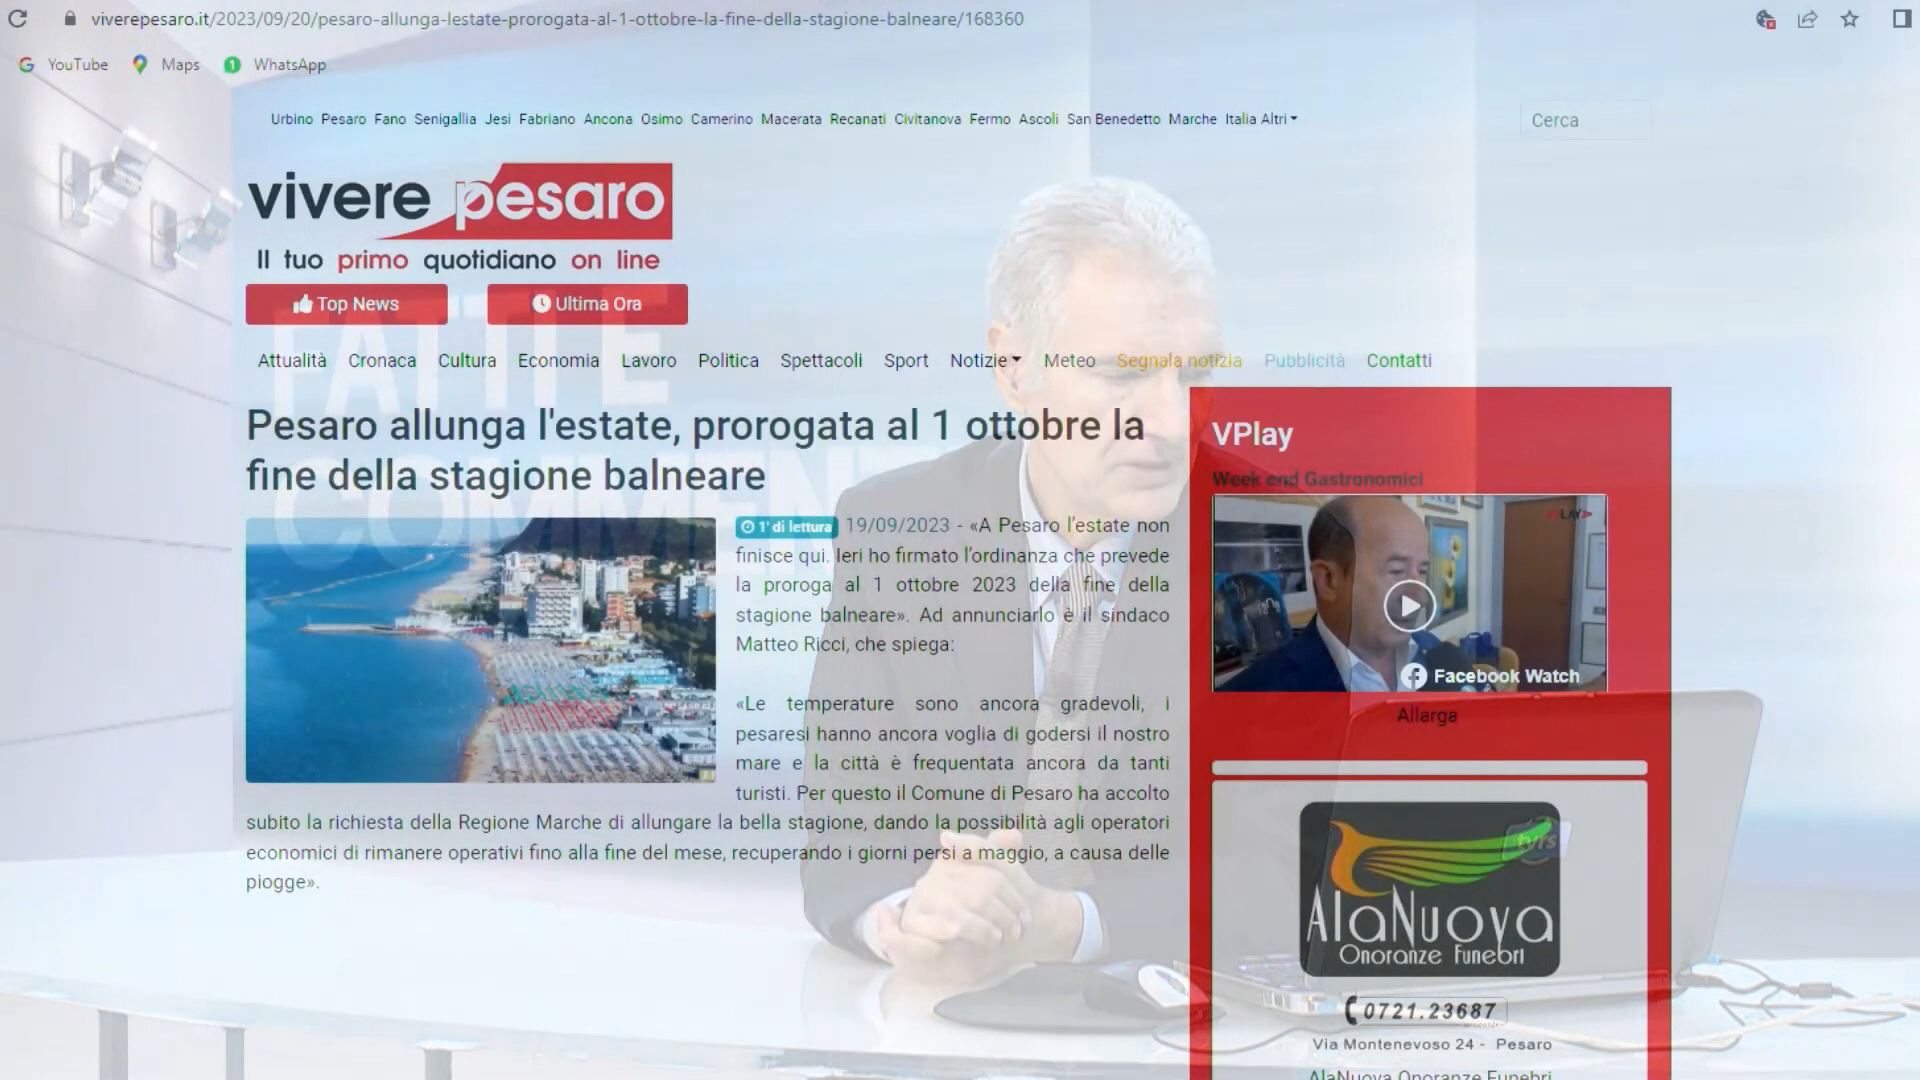 viverepesaro.it/2023/09/20/pesaro-allunga-lestate-prorogata-al-1-ottobre-la-fine-della-stagione-balneare/168360
YouTube Maps 1 WhatsApp
Urbino Pesaro Fano Senigallia Jesi Fabriano Ancona Osimo Camerino Macerata Recanati Civitanova Fermo Ascoli San Benedetto Marche Italia Altri
Cerca
vivere pesaro
Il tuo primo quotidiano on line
Top News
Ultima Ora
FATTI E
Attualità Cronaca Cultura Economia Lavoro Politica Spettacoli Sport Notizie Meteo Segnala notizia Pubblicità Contatti
Pesaro allunga l'estate, prorogata al 1 ottobre la
fine della stagione balneare
1' di lettura 19/09/2023 - «A Pesaro l'estate non
finisce qui. Ieri ho firmato l'ordinanza che prevede
la proroga al 1 ottobre 2023 della fine della
stagione balneare». Ad annunciarlo è il sindaco
Matteo Ricci, che spiega:
«Le temperature sono ancora gradevoli, i
pesaresi hanno ancora voglia di godersi il nostro
mare e la città è frequentata ancora da tanti
turisti. Per questo il Comune di Pesaro ha accolto
subito la richiesta della Regione Marche di allungare la bella stagione, dando la possibilità agli operatori
economici di rimanere operativi fino alla fine del mese, recuperando i giorni persi a maggio, a causa delle
piogge».
VPlay
Week end Gastronomici
Facebook Watch
Allarga
tvrs
AlaNuova
Onoranze Funebri
0721.23687
Via Montenevoso 24 - Pesaro
AlaNuova Onoranze Funebri